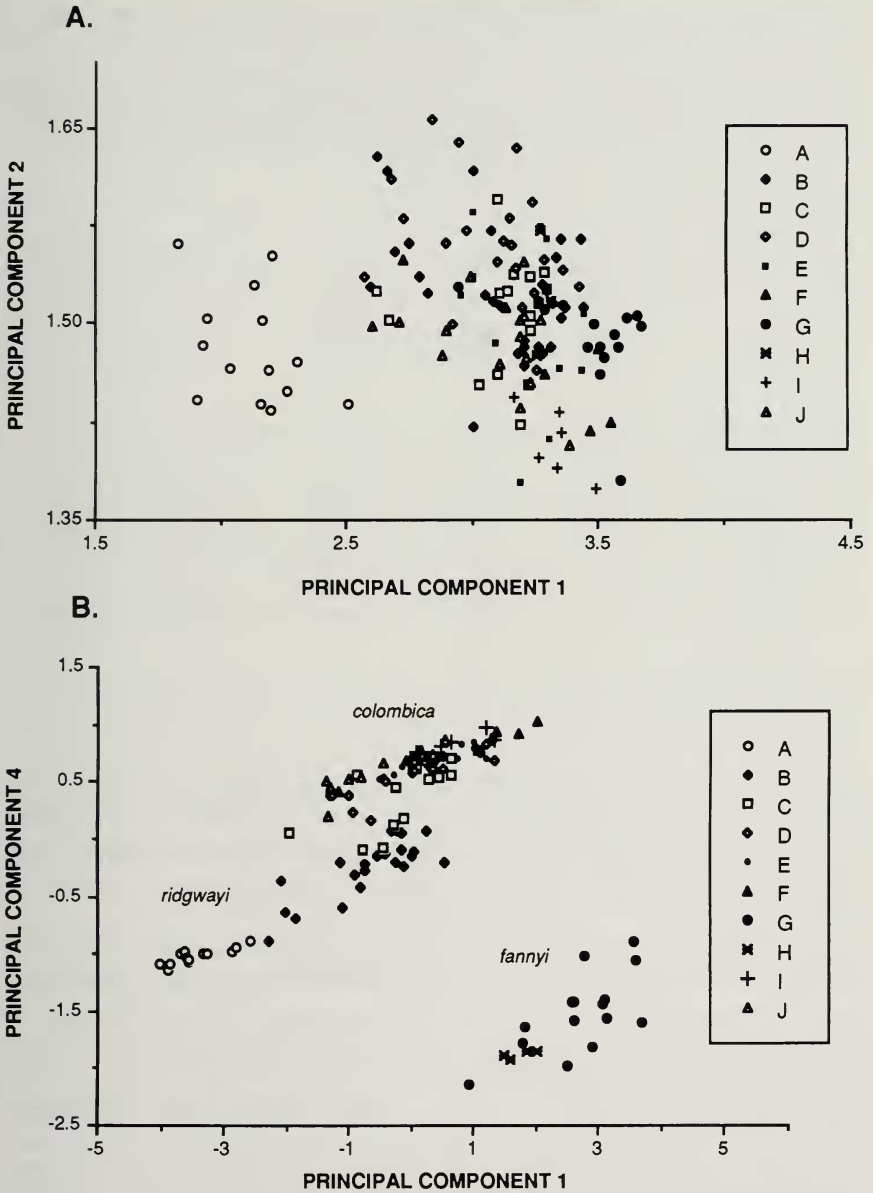 A.
PRINCIPAL COMPONENT 2
1.65
1.50
1.35
1.5
2.5
3.5
4.5
PRINCIPAL COMPONENT 1
A
B
C
D
E
F
G
H
I
J
B.
PRINCIPAL COMPONENT 4
1.5
0.5
-0.5
-1.5
-2.5
colombica
ridgwayi
fannyi
-5
-3
-1
1
3
5
PRINCIPAL COMPONENT 1
A
B
C
D
E
F
G
H
I
J